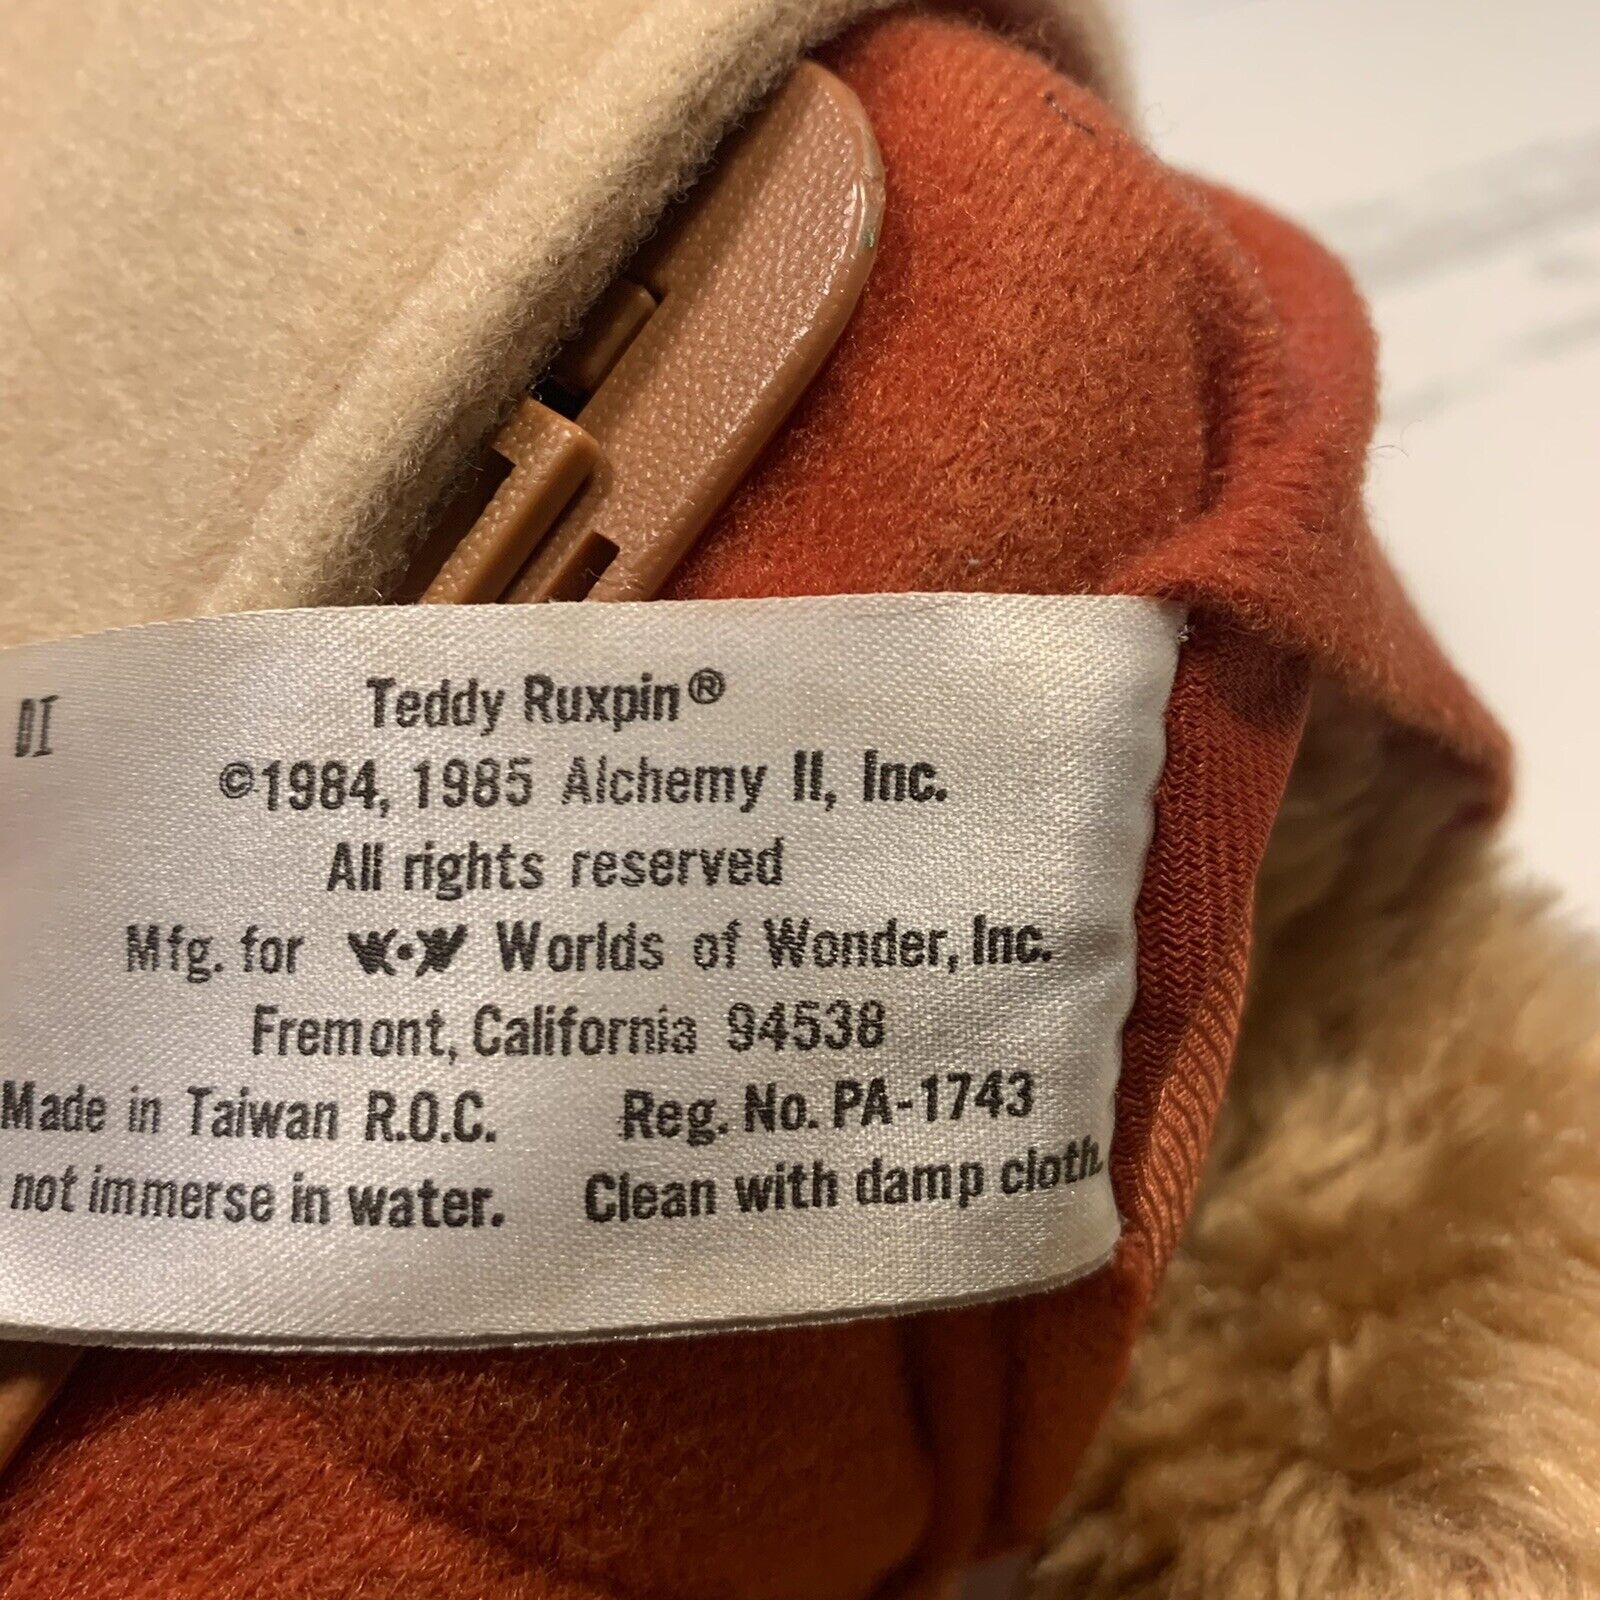 DI
Teddy Ruxpin®
©1984, 1985 Alchemy II, Inc.
All rights reserved
Mfg. for W·W Worlds of Wonder, Inc.
Fremont, California 94538
Made in Taiwan R.O.C. Reg. No. PA-1743
not immerse in water. Clean with damp cloth.